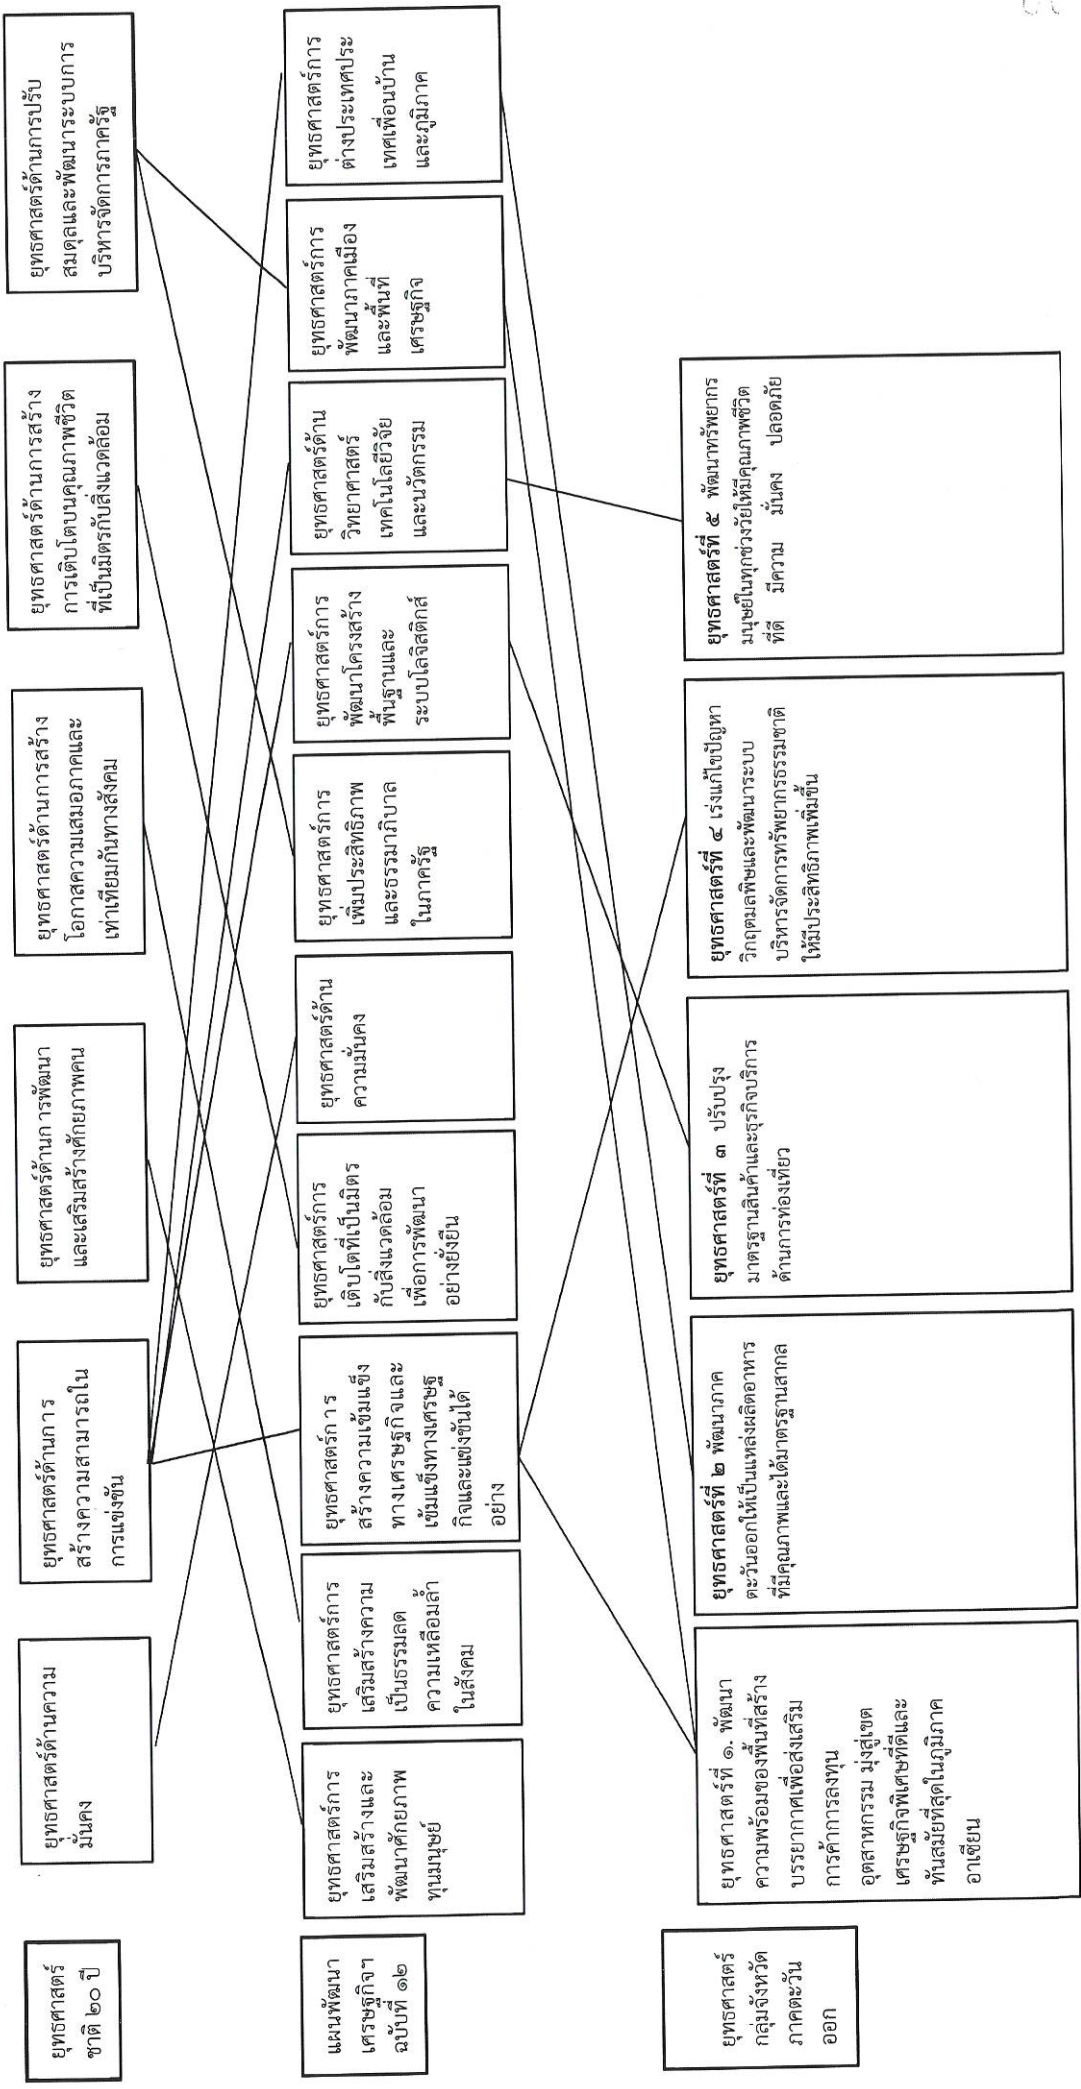 ยุทธศาสตร์
ชาติ ๒๐ ปี
ยุทธศาสตร์ด้านความ
มั่นคง
ยุทธศาสตร์ด้านการ
สร้างความสามารถใน
การแข่งขัน
ยุทธศาสตร์ด้านการพัฒนา
และเสริมสร้างศักยภาพคน
ยุทธศาสตร์ด้านการสร้าง
โอกาสความเสมอภาคและ
เท่าเทียมกันทางสังคม
ยุทธศาสตร์ด้านการสร้าง
การเติบโตบนคุณภาพชีวิต
ที่เป็นมิตรกับสิ่งแวดล้อม
ยุทธศาสตร์ด้านการปรับ
สมดุลและพัฒนาระบบการ
บริหารจัดการภาครัฐ
แผนพัฒนา
เศรษฐกิจฯ
ฉบับที่ ๑๒
ยุทธศาสตร์การ
เสริมสร้างและ
พัฒนาศักยภาพ
ทุนมนุษย์
ยุทธศาสตร์การ
เสริมสร้างความ
เป็นธรรมลด
ความเหลือมล้ำ
ในสังคม
ยุทธศาสตร์การ
สร้างความเข้มแข็ง
ทางเศรษฐกิจและ
เข้มแข็งทางเศรษฐ
กิจและแข่งขันได้
อย่าง
ยุทธศาสตร์การ
เติบโตที่เป็นมิตร
กับสิ่งแวดล้อม
เพื่อการพัฒนา
อย่างยั่งยืน
ยุทธศาสตร์ด้าน
ความมั่นคง
ยุทธศาสตร์การ
เพิ่มประสิทธิภาพ
และธรรมาภิบาล
ในภาครัฐ
ยุทธศาสตร์การ
พัฒนาโครงสร้าง
พื้นฐานและ
ระบบโลจิสติกส์
ยุทธศาสตร์ด้าน
วิทยาศาสตร์
เทคโนโลยีวิจัย
และนวัตกรรม
ยุทธศาสตร์การ
พัฒนาภาคเมือง
และพื้นที่
เศรษฐกิจ
ยุทธศาสตร์การ
ต่างประเทศประ
เทศเพื่อนบ้าน
และภูมิภาค
ยุทธศาสตร์
กลุ่มจังหวัด
ภาคตะวัน
ออก
ยุทธศาสตร์ที่ ๑. พัฒนา
ความพร้อมของพื้นที่สร้าง
บรรยากาศเพื่อส่งเสริม
การค้าการลงทุน
อุตสาหกรรม มุ่งสู่เขต
เศรษฐกิจพิเศษที่ดีและ
ทันสมัยที่สุดในภูมิภาค
อาเซียน
ยุทธศาสตร์ที่ ๒ พัฒนาภาค
ตะวันออกให้เป็นแหล่งผลิตอาหาร
ที่มีคุณภาพและได้มาตรฐานสากล
ยุทธศาสตร์ที่ ๓ ปรับปรุง
มาตรฐานสินค้าและธุรกิจบริการ
ด้านการท่องเที่ยว
ยุทธศาสตร์ที่ ๔ เร่งแก้ไขปัญหา
วิกฤตมลพิษและพัฒนาระบบ
บริหารจัดการทรัพยากรธรรมชาติ
ให้มีประสิทธิภาพเพิ่มขึ้น
ยุทธศาสตร์ที่ ๕ พัฒนาทรัพยากร
มนุษย์ในทุกช่วงวัยให้มีคุณภาพชีวิต
ที่ดี มีความ มั่นคง ปลอดภัย